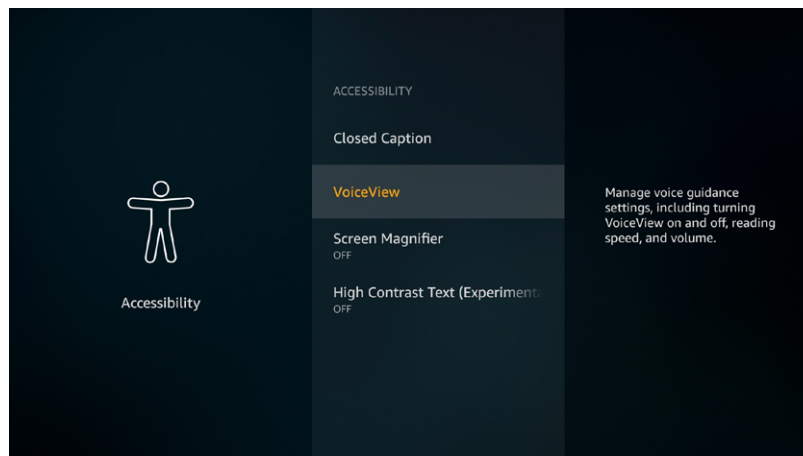 ACCESSIBILITY
Closed Caption
VoiceView
Screen Magnifier
OFF
High Contrast Text (Experiment
OFF
Accessibility
Manage voice guidance
settings, including turning
VoiceView on and off, reading
speed, and volume.